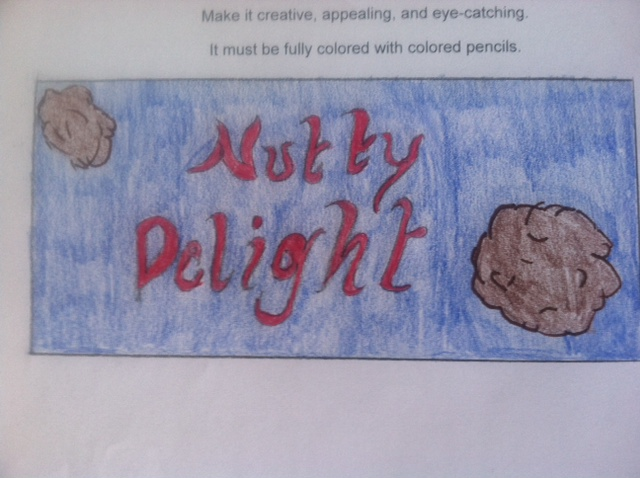 Make it creative, appealing, and eye-catching.
It must be fully colored with colored pencils.
Nutty
Delight